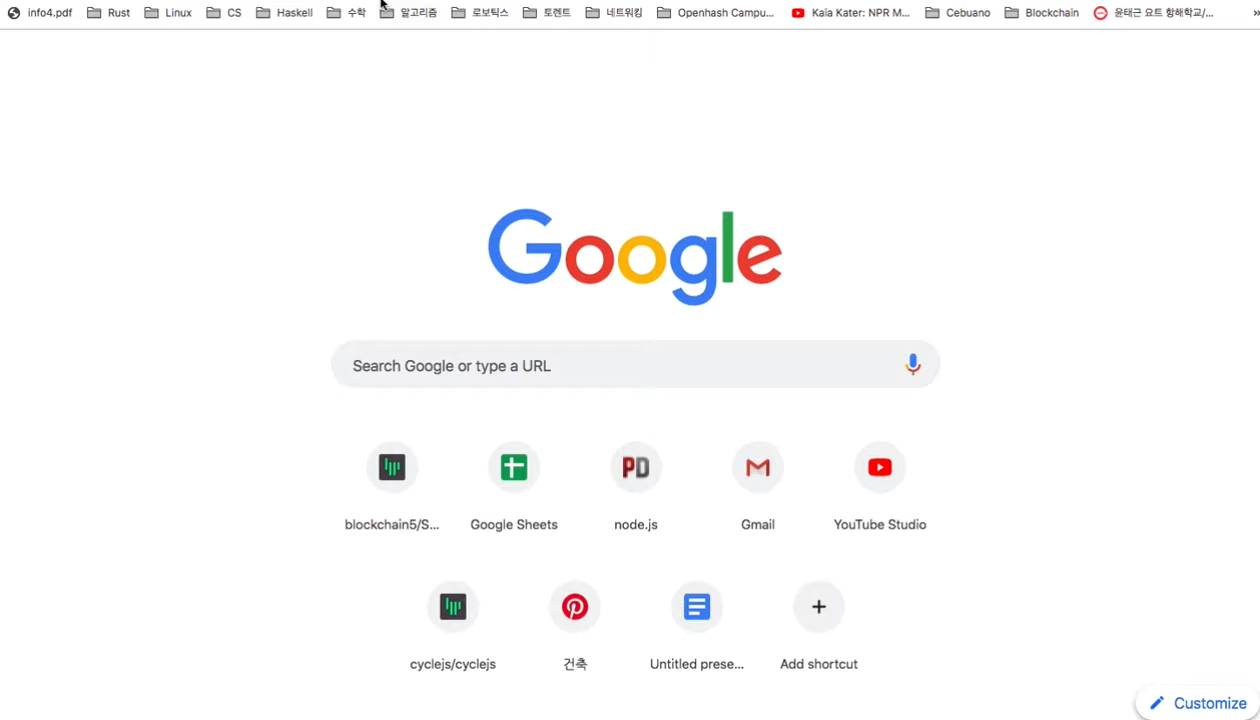 info4.pdf Rust Linux CS Haskell 수학 알고리즘 로보틱스 토렌트 네트워킹 Openhash Campu... Kaia Kater: NPR M... Cebuano Blockchain 윤태근 요트 항해학교/... »
Google
Search Google or type a URL
PD
blockchain5/S... Google Sheets node.js Gmail YouTube Studio
cyclejs/cyclejs 건축 Untitled prese... Add shortcut
Customize